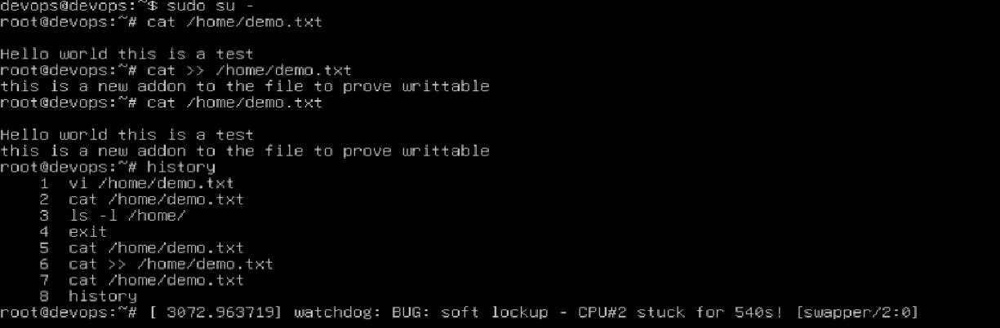 devops@devops:~$ sudo su -
root@devops:~# cat /home/demo.txt

Hello world this is a test
root@devops:~# cat >> /home/demo.txt
this is a new addon to the file to prove writtable
root@devops:~# cat /home/demo.txt

Hello world this is a test
this is a new addon to the file to prove writtable
root@devops:~# history
    1  vi /home/demo.txt
    2  cat /home/demo.txt
    3  ls -l /home/
    4  exit
    5  cat /home/demo.txt
    6  cat >> /home/demo.txt
    7  cat /home/demo.txt
    8  history
root@devops:~# [ 3072.963719] watchdog: BUG: soft lockup - CPU#2 stuck for 540s! [swapper/2:0]